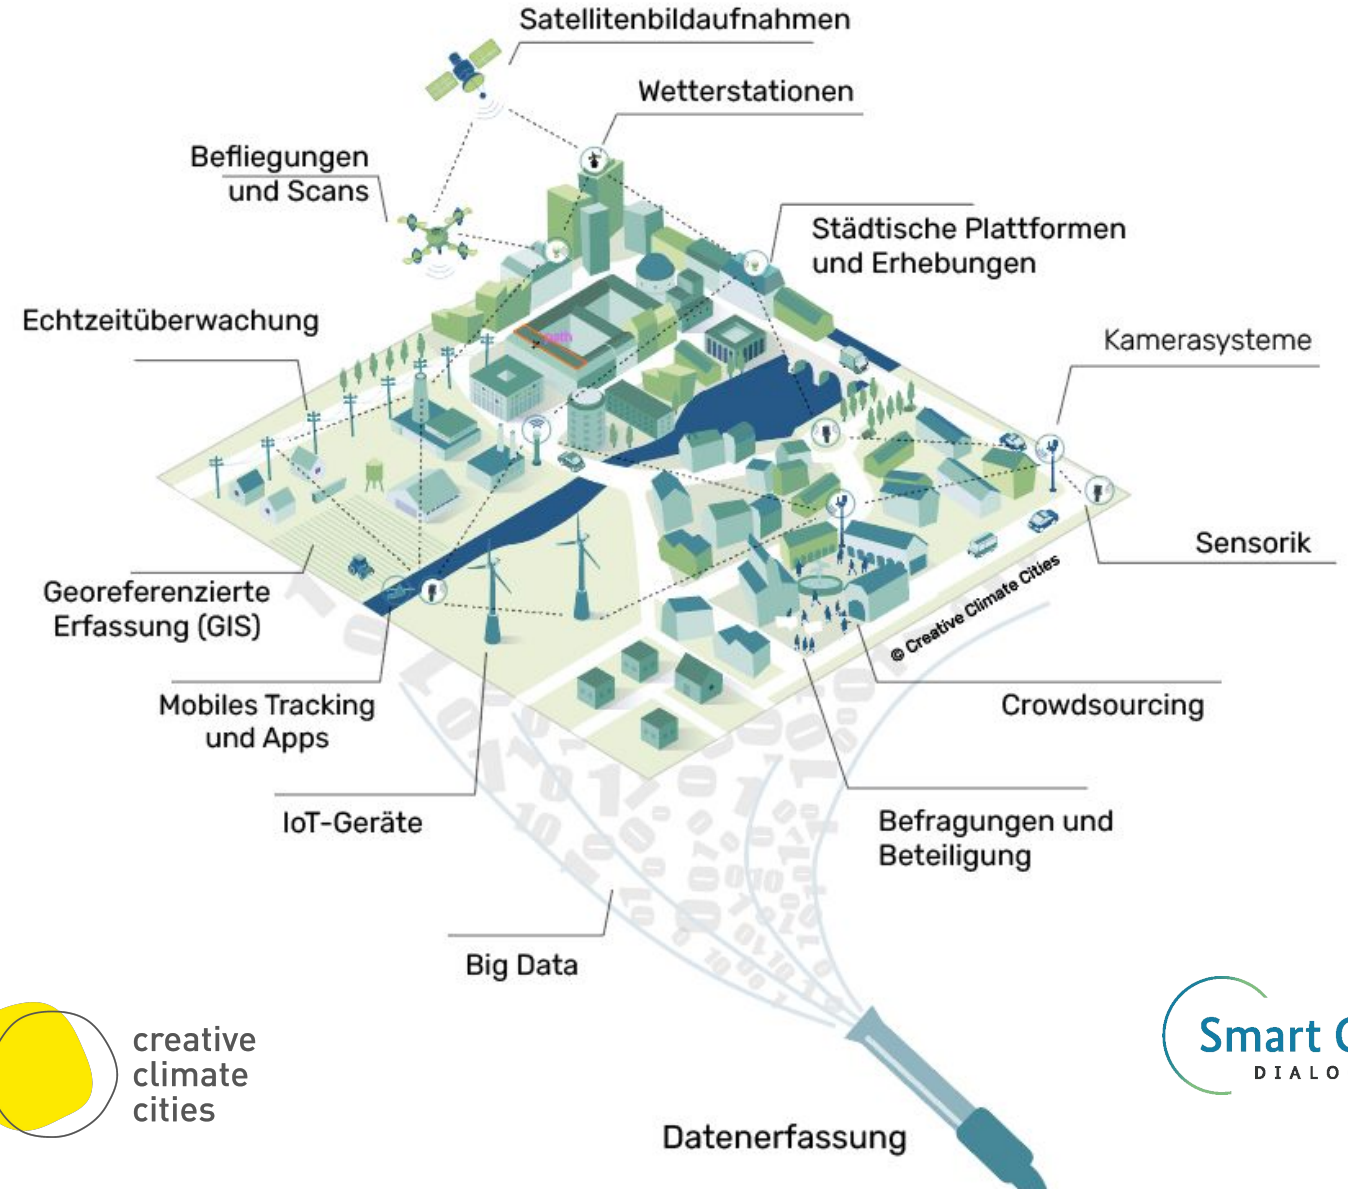 Satellitenbildaufnahmen
Wetterstationen
Befliegungen
und Scans
Städtische Plattformen
und Erhebungen
Echtzeitüberwachung
Kamerasysteme
Sensorik
Georeferenzierte
Erfassung (GIS)
© Creative Climate Cities
Mobiles Tracking
und Apps
Crowdsourcing
IoT-Geräte
Befragungen und
Beteiligung
Big Data
creative
climate
cities
Smart C
DIALO
Datenerfassung